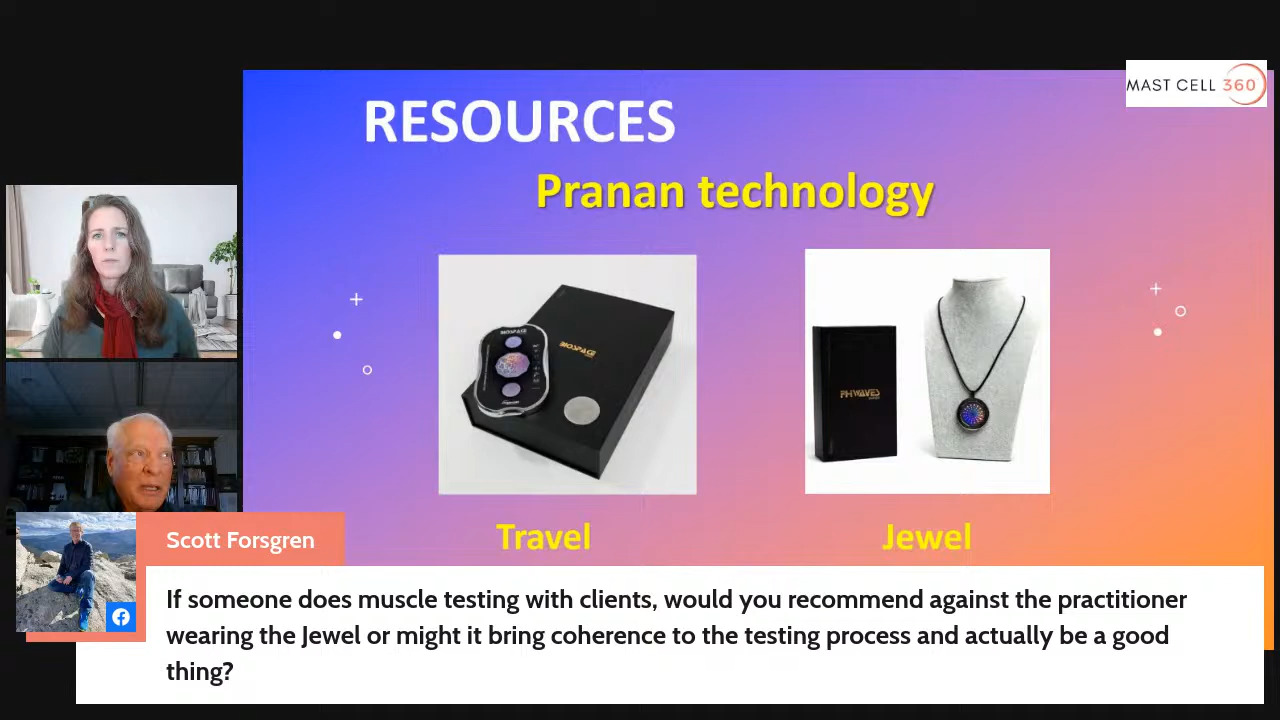 MAST CELL 360
RESOURCES
Pranan technology
BIOSPAGE
BIOSPAGE
PHWAVES
Travel
Jewel
Scott Forsgren
If someone does muscle testing with clients, would you recommend against the practitioner
wearing the Jewel or might it bring coherence to the testing process and actually be a good
thing?